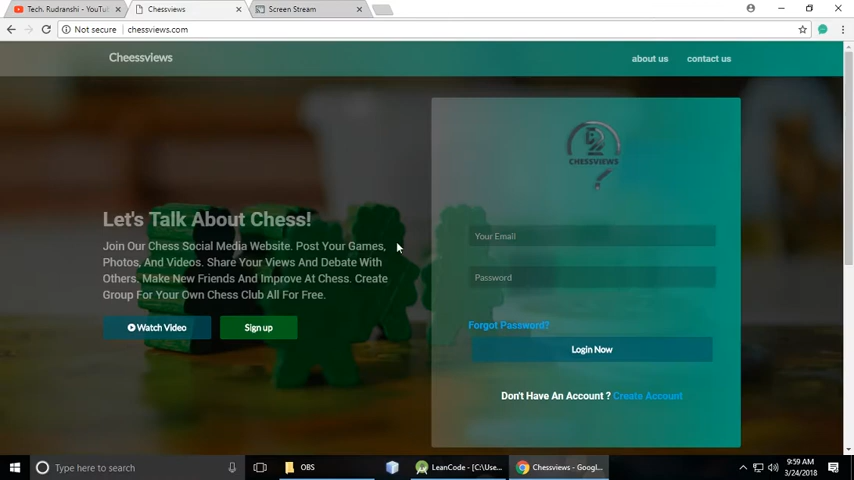 Tech. Rudranshi - YouTu
Chessviews
Screen Stream
Not secure
chessviews.com
Cheessviews
about us
contact us
CHESSVIEWS
Let's Talk About Chess!
Join Our Chess Social Media Website. Post Your Games,
Photos, And Videos. Share Your Views And Debate With
Others. Make New Friends And Improve At Chess. Create
Group For Your Own Chess Club All For Free.
Watch Video
Sign up
Your Email
Password
Forgot Password?
Login Now
Don't Have An Account ? Create Account
Type here to search
OBS
LeanCode - [C:\Use...
Chessviews - Googl...
9:59 AM
3/24/2018